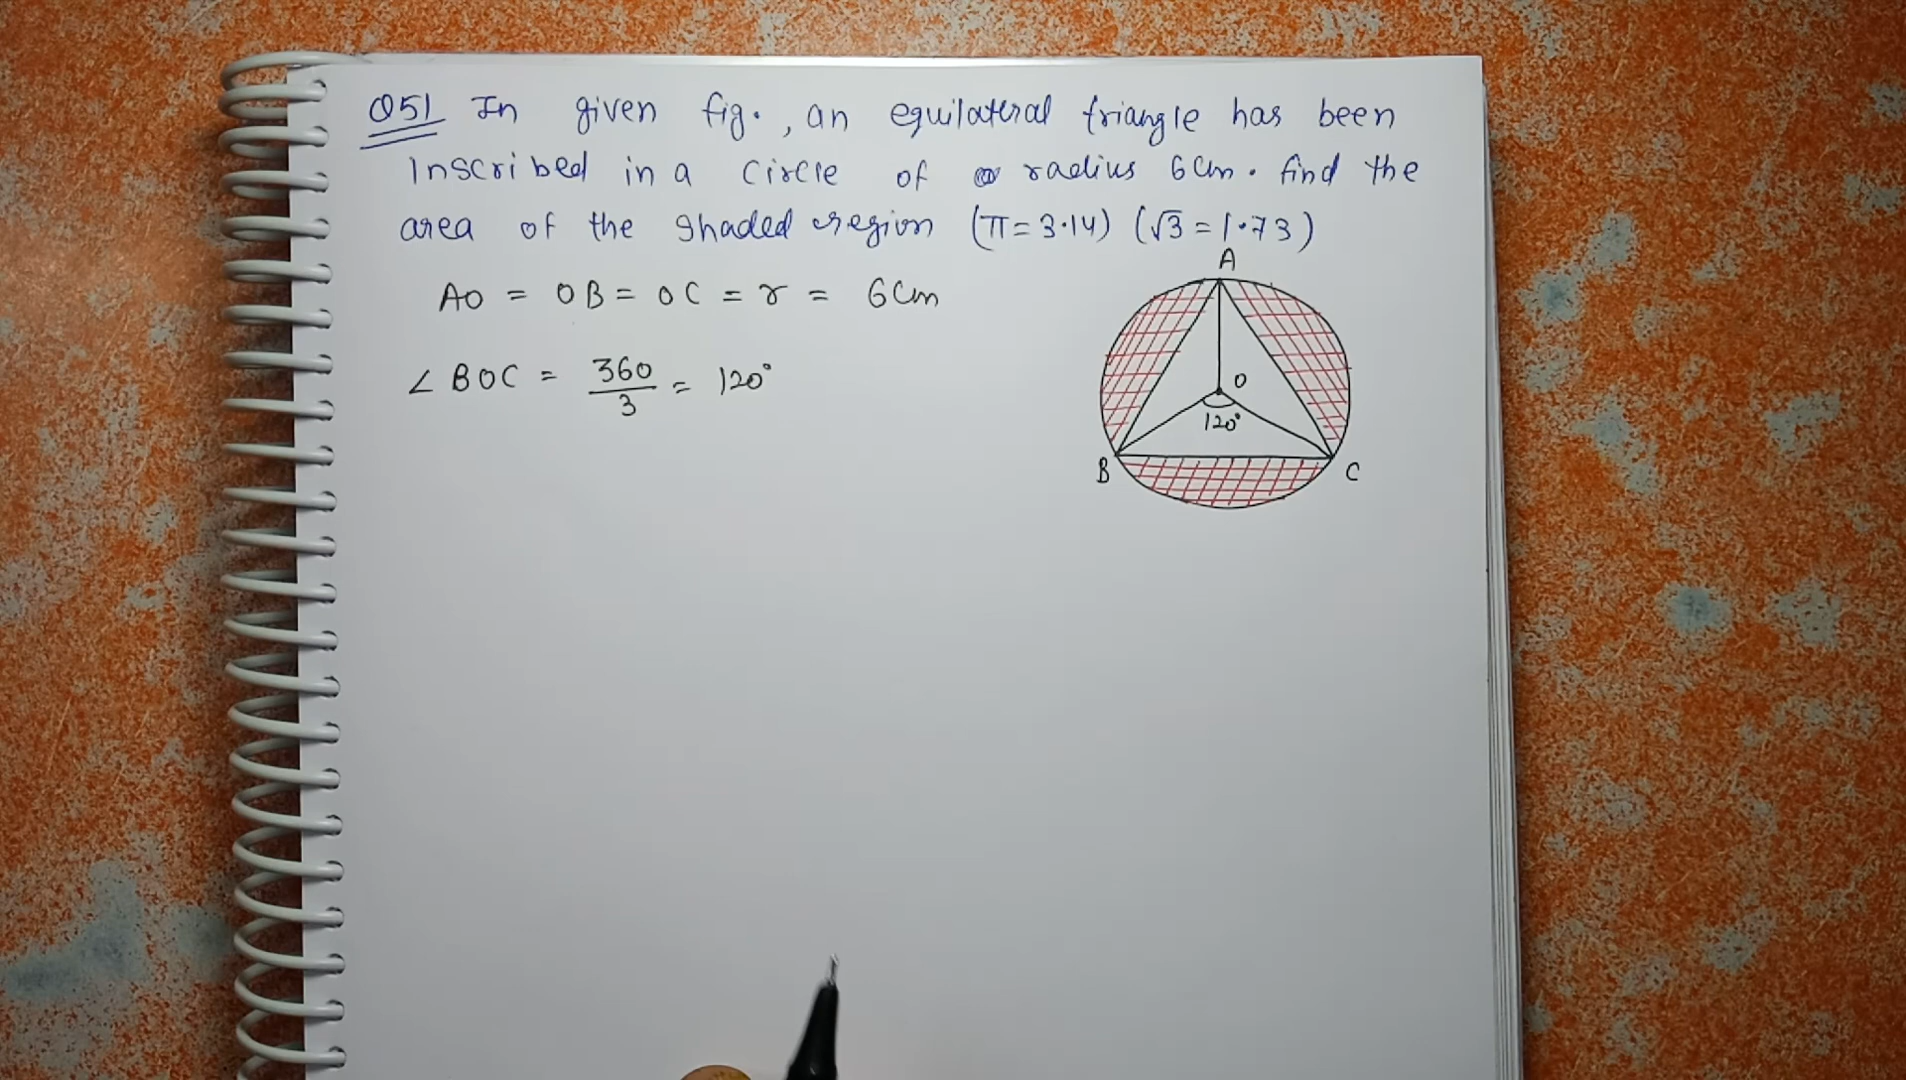 Q51 In given fig., an equilateral triangle has been
Inscribed in a Circle of radius 6cm. find the
area of the shaded region (π = 3.14) (√3 = 1.73)
AO = OB = OC = r = 6cm
∠BOC = 360/3 = 120°
A
O
120°
B
C